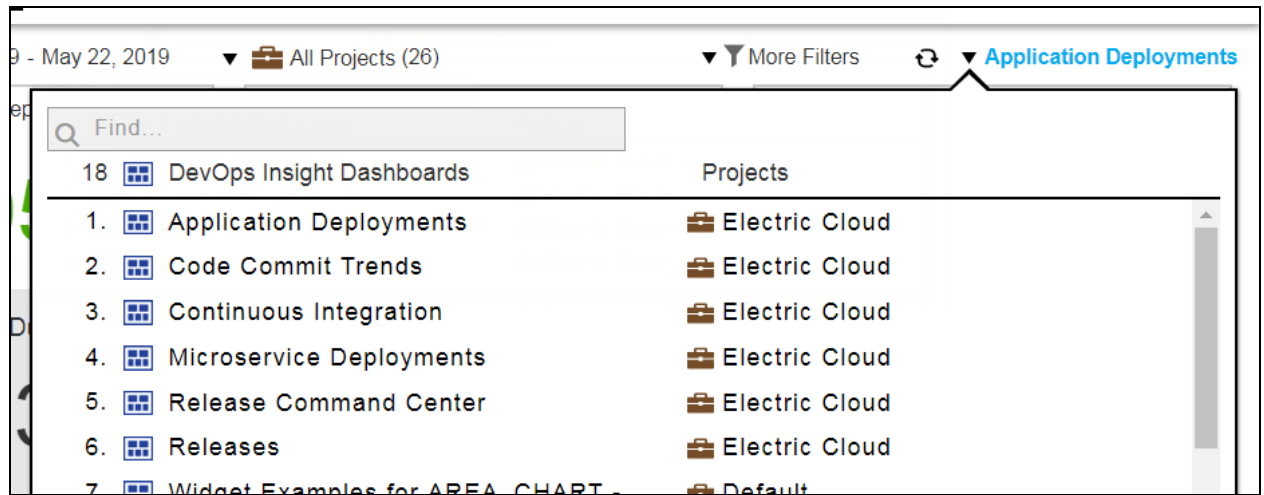 9 - May 22, 2019 All Projects (26) More Filters Application Deployments
ep
Find...
18 DevOps Insight Dashboards Projects
1. Application Deployments Electric Cloud
2. Code Commit Trends Electric Cloud
3. Continuous Integration Electric Cloud
4. Microservice Deployments Electric Cloud
5. Release Command Center Electric Cloud
6. Releases Electric Cloud
7. Widget Examples for AREA_CHART - Default